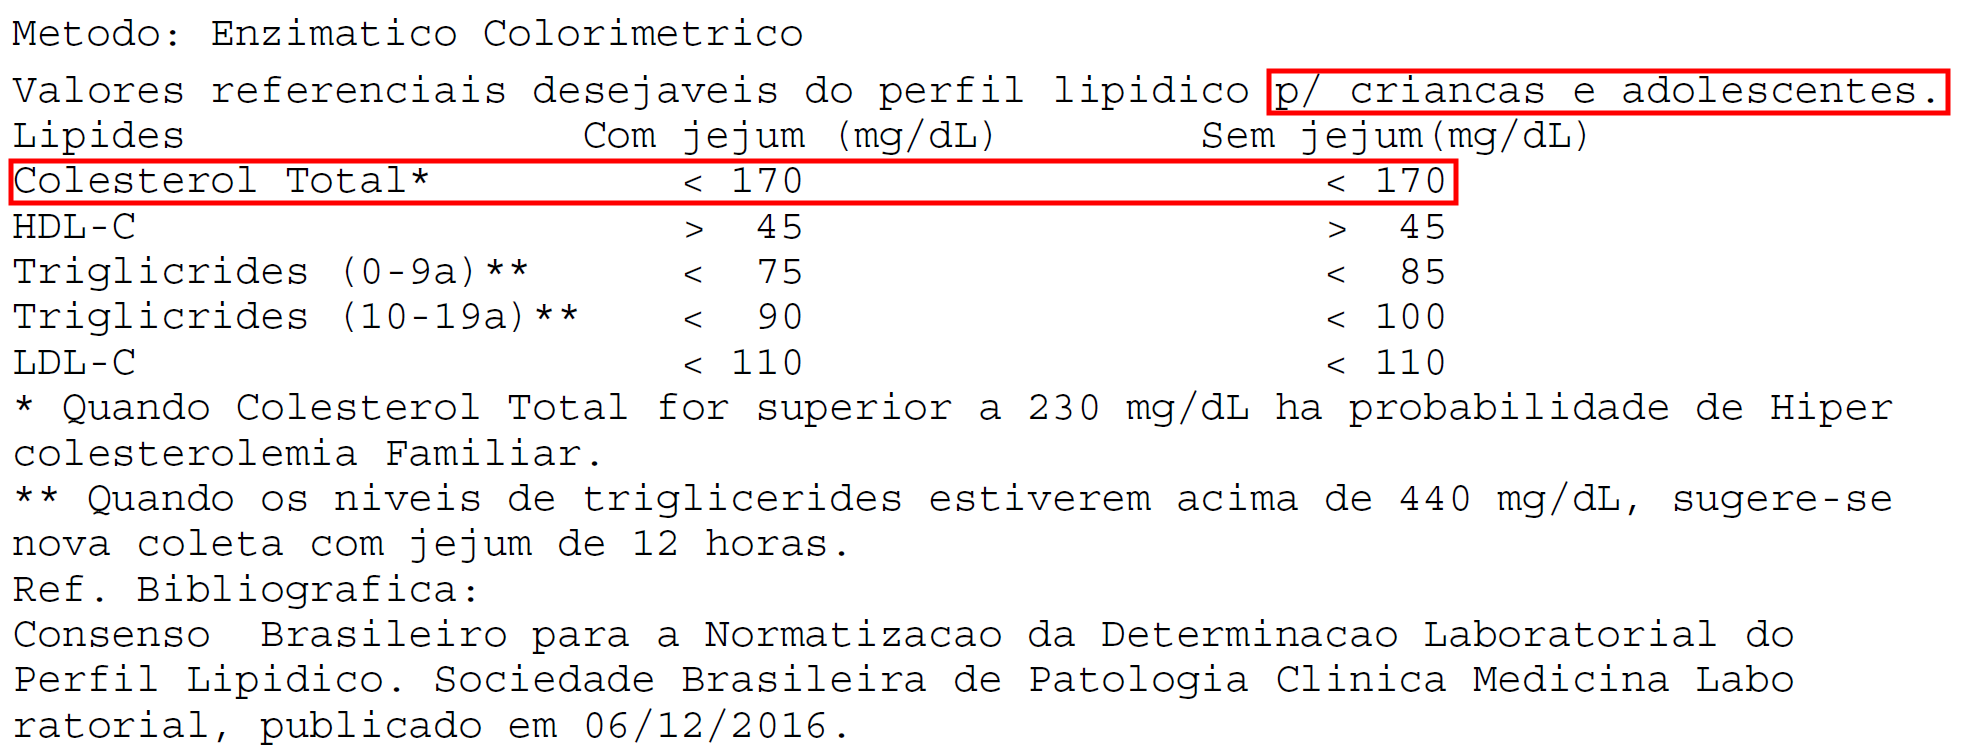 Metodo: Enzimatico Colorimetrico
Valores referenciais desejaveis do perfil lipidico p/ criancas e adolescentes.
Lipides Com jejum (mg/dL) Sem jejum(mg/dL)
Colesterol Total* < 170 < 170
HDL-C > 45 > 45
Triglicrides (0-9a)** < 75 < 85
Triglicrides (10-19a)** < 90 < 100
LDL-C < 110 < 110
* Quando Colesterol Total for superior a 230 mg/dL ha probabilidade de Hiper
colesterolemia Familiar.
** Quando os niveis de triglicerides estiverem acima de 440 mg/dL, sugere-se
nova coleta com jejum de 12 horas.
Ref. Bibliografica:
Consenso  Brasileiro para a Normatizacao da Determinacao Laboratorial do
Perfil Lipidico. Sociedade Brasileira de Patologia Clinica Medicina Labo
ratorial, publicado em 06/12/2016.